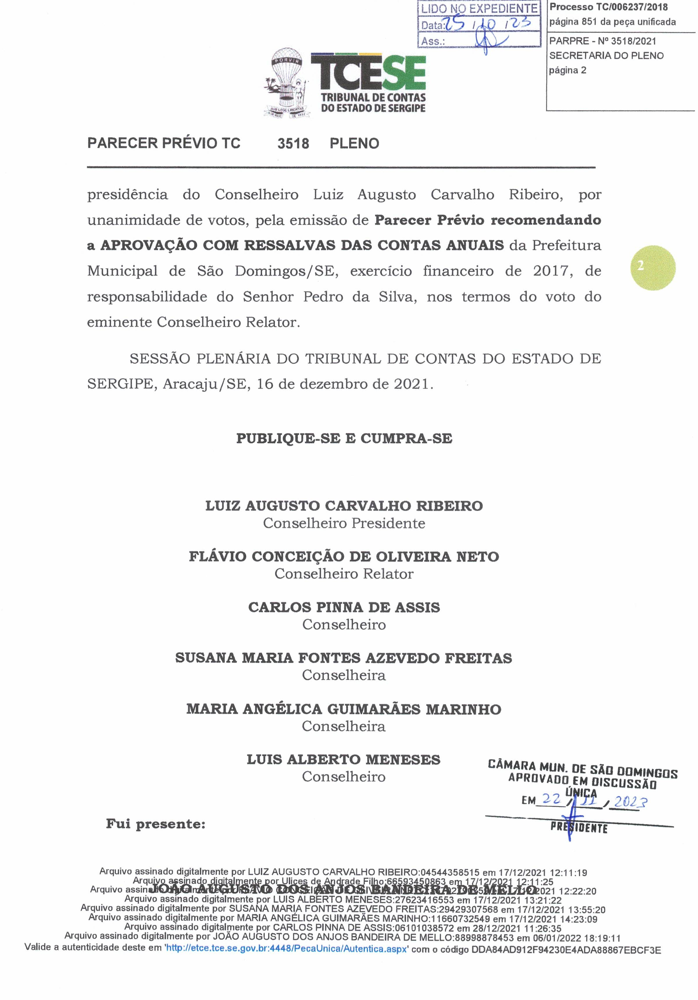 LIDO NO EXPEDIENTE
Data: 25 / 10 / 23
Ass.:
Processo TC/006237/2018
página 851 da peça unificada
PARPRE - Nº 3518/2021
SECRETARIA DO PLENO
página 2
PORVIR
SUB LEGE LIBERTAS
TCESE
TRIBUNAL DE CONTAS
DO ESTADO DE SERGIPE
PARECER PRÉVIO TC 3518 PLENO
presidência do Conselheiro Luiz Augusto Carvalho Ribeiro, por
unanimidade de votos, pela emissão de Parecer Prévio recomendando
a APROVAÇÃO COM RESSALVAS DAS CONTAS ANUAIS da Prefeitura
Municipal de São Domingos/SE, exercício financeiro de 2017, de
responsabilidade do Senhor Pedro da Silva, nos termos do voto do
eminente Conselheiro Relator.
2
SESSÃO PLENÁRIA DO TRIBUNAL DE CONTAS DO ESTADO DE
SERGIPE, Aracaju/SE, 16 de dezembro de 2021.
PUBLIQUE-SE E CUMPRA-SE
LUIZ AUGUSTO CARVALHO RIBEIRO
Conselheiro Presidente
FLÁVIO CONCEIÇÃO DE OLIVEIRA NETO
Conselheiro Relator
CARLOS PINNA DE ASSIS
Conselheiro
SUSANA MARIA FONTES AZEVEDO FREITAS
Conselheira
MARIA ANGÉLICA GUIMARÃES MARINHO
Conselheira
LUIS ALBERTO MENESES
Conselheiro
CÂMARA MUN. DE SÃO DOMINGOS
APROVADO EM DISCUSSÃO
ÚNICA
EM 22 / 11 / 2023
PRESIDENTE
Fui presente:
Arquivo assinado digitalmente por LUIZ AUGUSTO CARVALHO RIBEIRO:04544358515 em 17/12/2021 12:11:19
Arquivo assinado digitalmente por Ulices de Andrade Filho:66593450863 em 17/12/2021 12:11:25
JOÃO AUGUSTO DOS ANJOS BANDEIRA DE MELLO
Arquivo 2021 12:22:20
Arquivo assinado digitalmente por LUIS ALBERTO MENESES:27623416553 em 17/12/2021 13:21:22
Arquivo assinado digitalmente por SUSANA MARIA FONTES AZEVEDO FREITAS:29429307568 em 17/12/2021 13:55:20
Arquivo assinado digitalmente por MARIA ANGÉLICA GUIMARÃES MARINHO:11660732549 em 17/12/2021 14:23:09
Arquivo assinado digitalmente por CARLOS PINNA DE ASSIS:06101038572 em 28/12/2021 11:26:35
Arquivo assinado digitalmente por JOÃO AUGUSTO DOS ANJOS BANDEIRA DE MELLO:88998878453 em 06/01/2022 18:19:11
Valide a autenticidade deste em 'http://etce.tce.se.gov.br:4448/PecaUnica/Autentica.aspx' com o código DDA84AD912F94230E4ADA88867EBCF3E